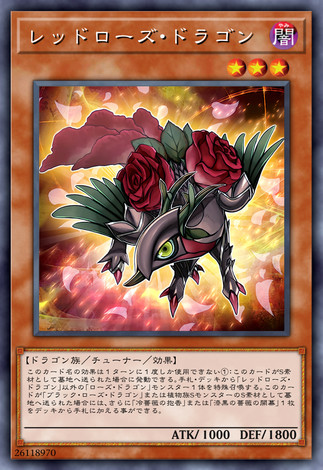 レッドローズ・ドラゴン
闇
やみ
【ドラゴン族／チューナー／効果】
このカード名の効果は１ターンに１度しか使用できない①：このカードがS素
材として墓地へ送られた場合に発動できる。手札・デッキから「レッドローズ・
ドラゴン」以外の「ローズ・ドラゴン」モンスター１体を特殊召喚する。このカー
ドが「ブラック・ローズ・ドラゴン」または植物族SモンスターのS素材として墓
地へ送られた場合には、さらに「冷薔薇の抱香」または「漆黒の薔薇の開幕」１枚
をデッキから手札に加える事ができる。
ATK/ 1000 DEF/1800
26118970